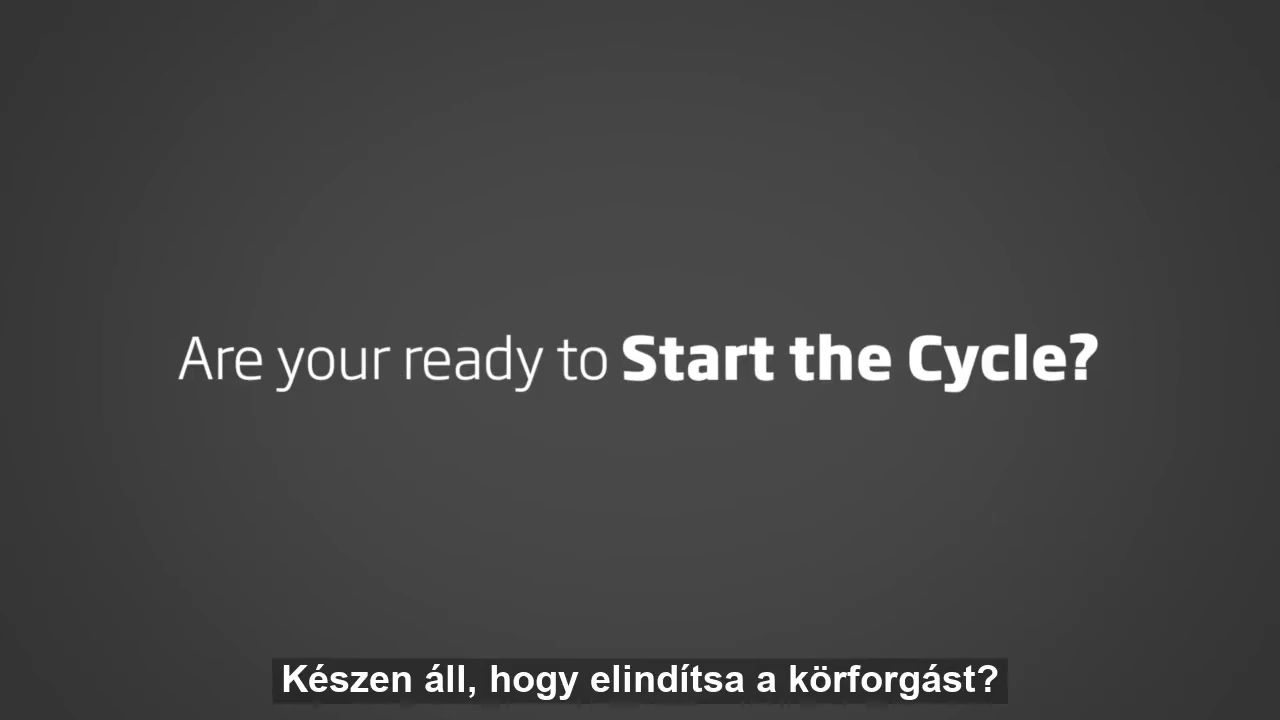 Are your ready to Start the Cycle?
Készen áll, hogy elindítsa a körforgást?